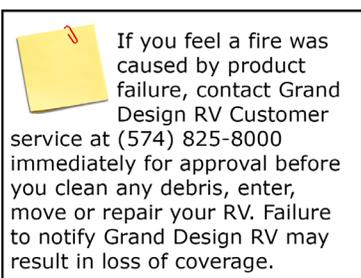 If you feel a fire was
caused by product
failure, contact Grand
Design RV Customer
service at (574) 825-8000
immediately for approval before
you clean any debris, enter,
move or repair your RV. Failure
to notify Grand Design RV may
result in loss of coverage.